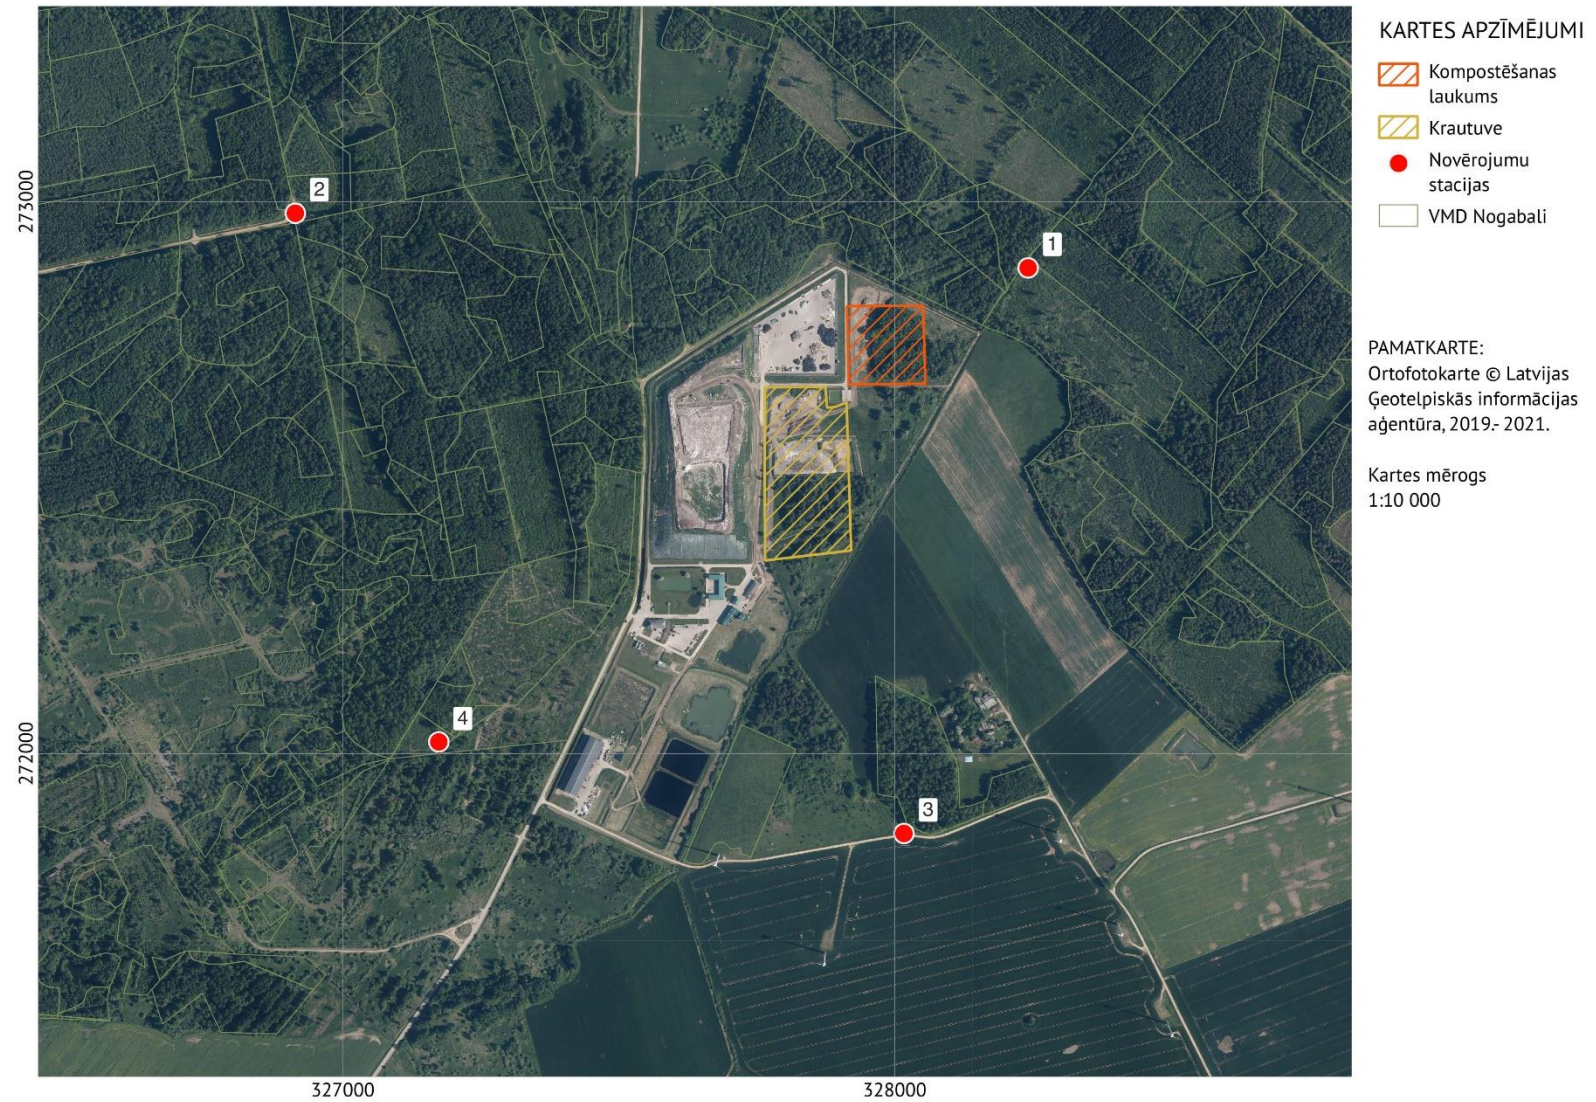 KARTES APZĪMĒJUMI
Kompostēšanas
laukums
Krautuve
Novērojumu
stacijas
VMD Nogabali
PAMATKARTE:
Ortofotokarte © Latvijas
Ģeotelpiskās informācijas
aģentūra, 2019.- 2021.
Kartes mērogs
1:10 000
273000
272000
327000
328000
2
1
4
3